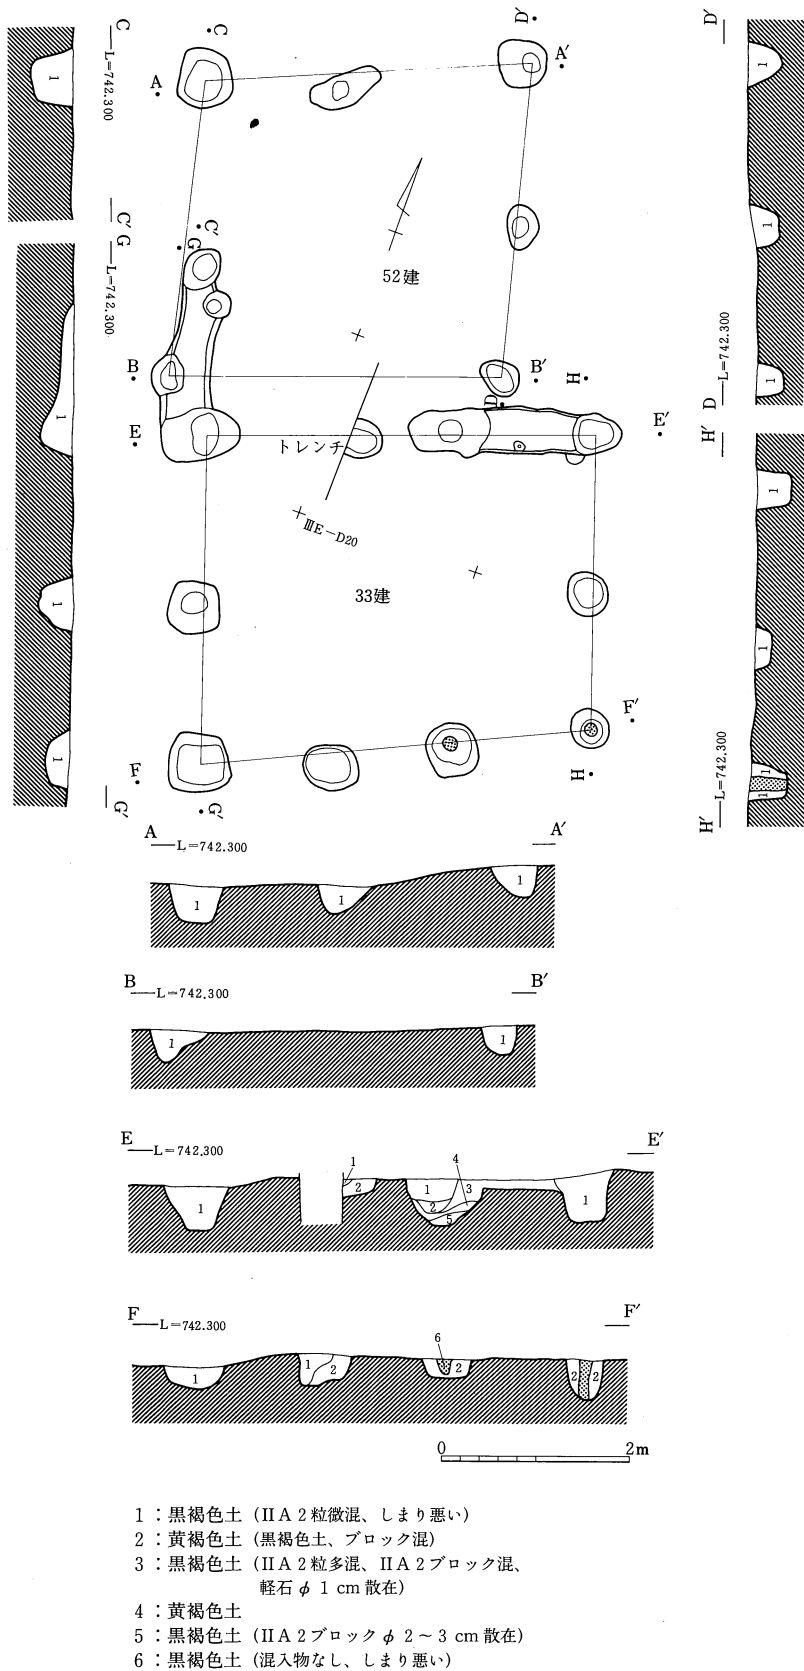 C
L=742.300
C′
G
L=742.300
G′
1
1
1
1
C
D′
A
A′
C′
G
52建
B
B′
H
D
E
E′
トレンチ
ⅢE-D20
33建
F′
F
G′
H
D′
1
1
1
L=742.300
D
H′
1
1
1
1
L=742.300
H′
A
L=742.300
A′
1
1
1
B
L=742.300
B′
1
1
E
L=742.300
E′
1
1
2
1
2
4
3
5
1
F
L=742.300
F′
1
1
2
6
2
2
2
0
2m
1：黒褐色土（ⅡA2粒微混、しまり悪い）
2：黄褐色土（黒褐色土、ブロック混）
3：黒褐色土（ⅡA2粒多混、ⅡA2ブロック混、
軽石φ1cm散在）
4：黄褐色土
5：黒褐色土（ⅡA2ブロックφ2～3cm散在）
6：黒褐色土（混入物なし、しまり悪い）